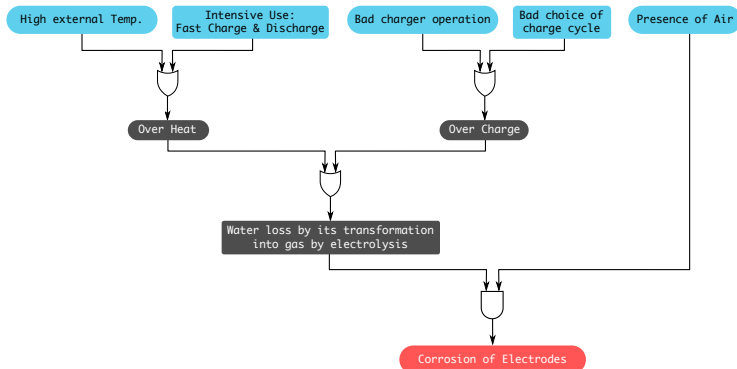 High external Temp.
Intensive Use:
Fast Charge & Discharge
Bad charger operation
Bad choice of
charge cycle
Presence of Air
Over Heat
Over Charge
Water loss by its transformation
into gas by electrolysis
Corrosion of Electrodes